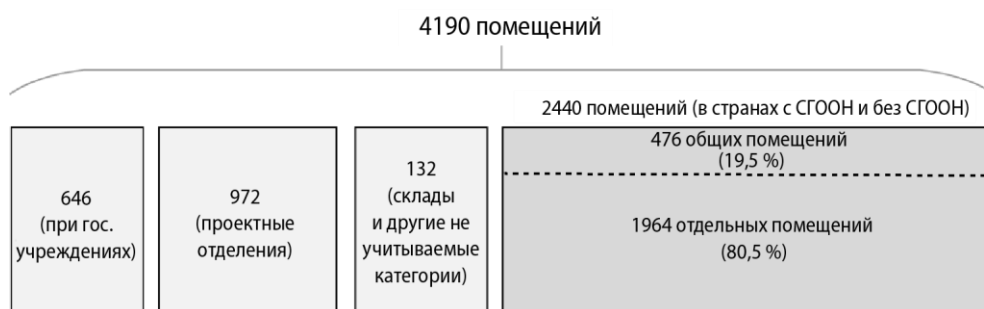 4190 помещений
2440 помещений (в странах с СГООН и без СГООН)
646
(при гос.
учреждениях)
972
(проектные
отделения)
132
(склады
и другие не
учитываемые
категории)
476 общих помещений
(19,5 %)
1964 отдельных помещений
(80,5 %)